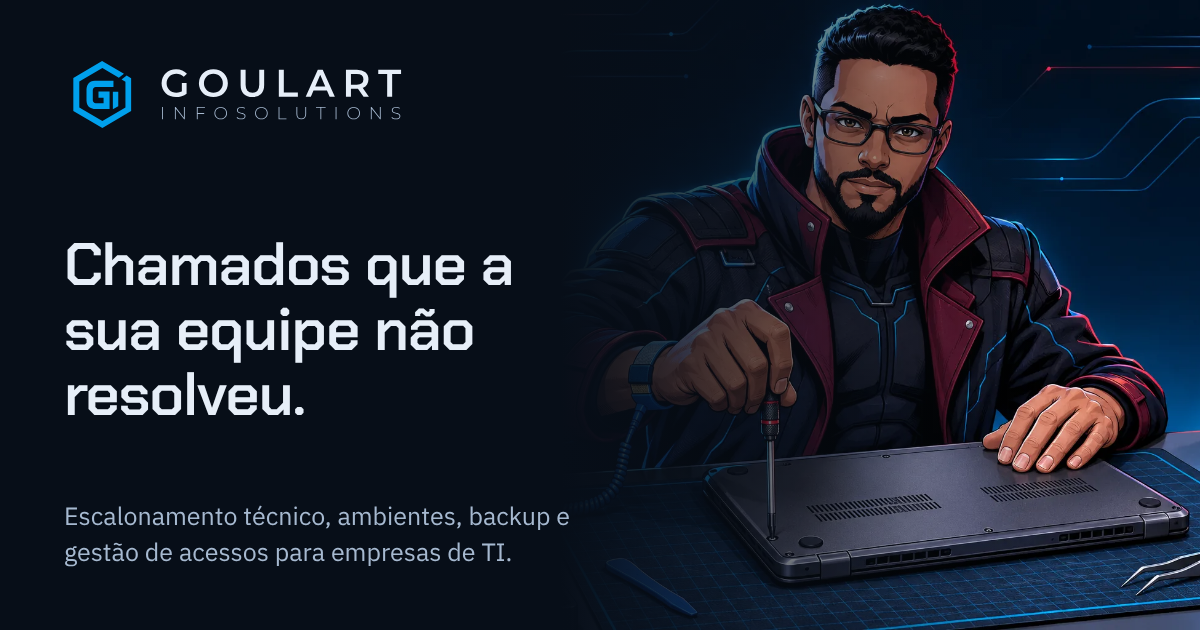 GOULART
INFOSOLUTIONS
Chamados que a
sua equipe não
resolveu.
Escalonamento técnico, ambientes, backup e
gestão de acessos para empresas de TI.